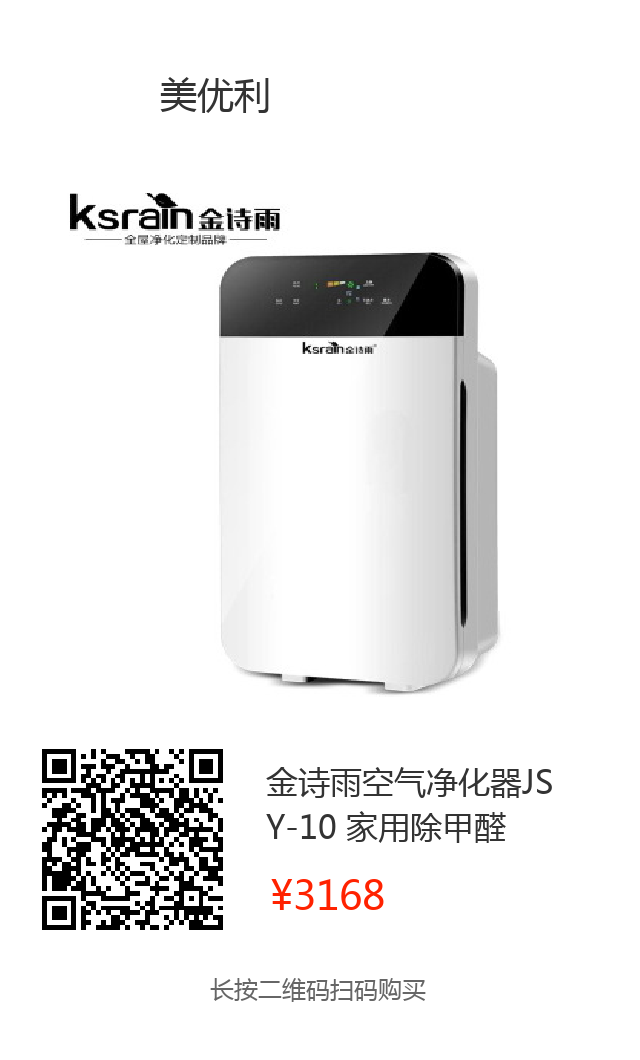 美优利
ksrain金诗雨
全屋净化定制品牌
ksrain金诗雨
金诗雨空气净化器JS
Y-10 家用除甲醛
¥3168
长按二维码扫码购买